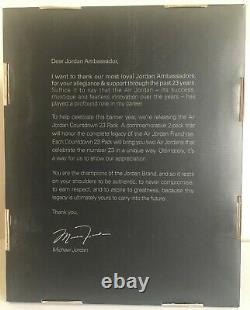 Dear Jordan Ambassador,
I want to thank our most loyal Jordan Ambassadors,
for your allegiance & support through the past 23 years.
Suffice it to say that the Air Jordan – its success,
mystique and fearless innovation over the years – has
played a profound role in my career.
To help celebrate this banner year, we're releasing the Air
Jordan Countdown 23 Pack. A commemorative 2-pack that
will honor the complete legacy of the Air Jordan Franchise.
Each Countdown 23 Pack will bring you two Air Jordans that
celebrate the number 23 in a unique way. Ultimately, it's
a way for us to show our appreciation.
You are the champions of the Jordan Brand, and so it rests
on your shoulders to be authentic, to never compromise,
to earn respect, and to aspire to greatness, because this
legacy is ultimately yours to carry into the future.
Thank you,
Michael Jordan